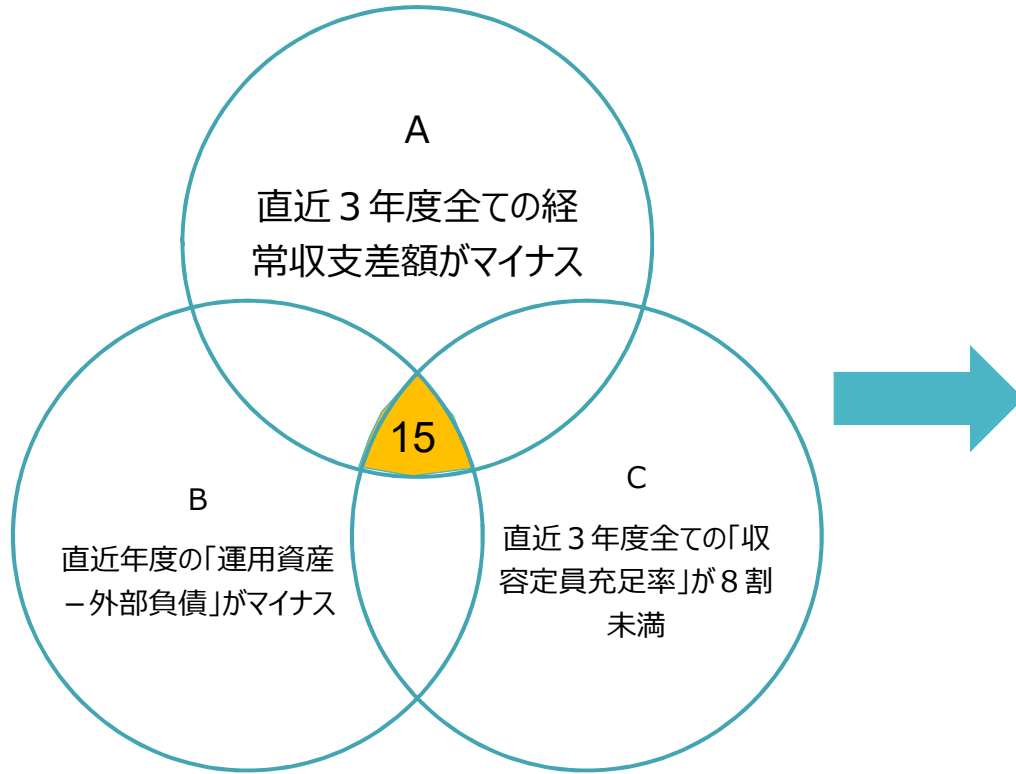 A
直近３年度全ての経
常収支差額がマイナス
15
B
直近年度の「運用資産
－外部負債」がマイナス
C
直近３年度全ての「収
容定員充足率」が８割
未満